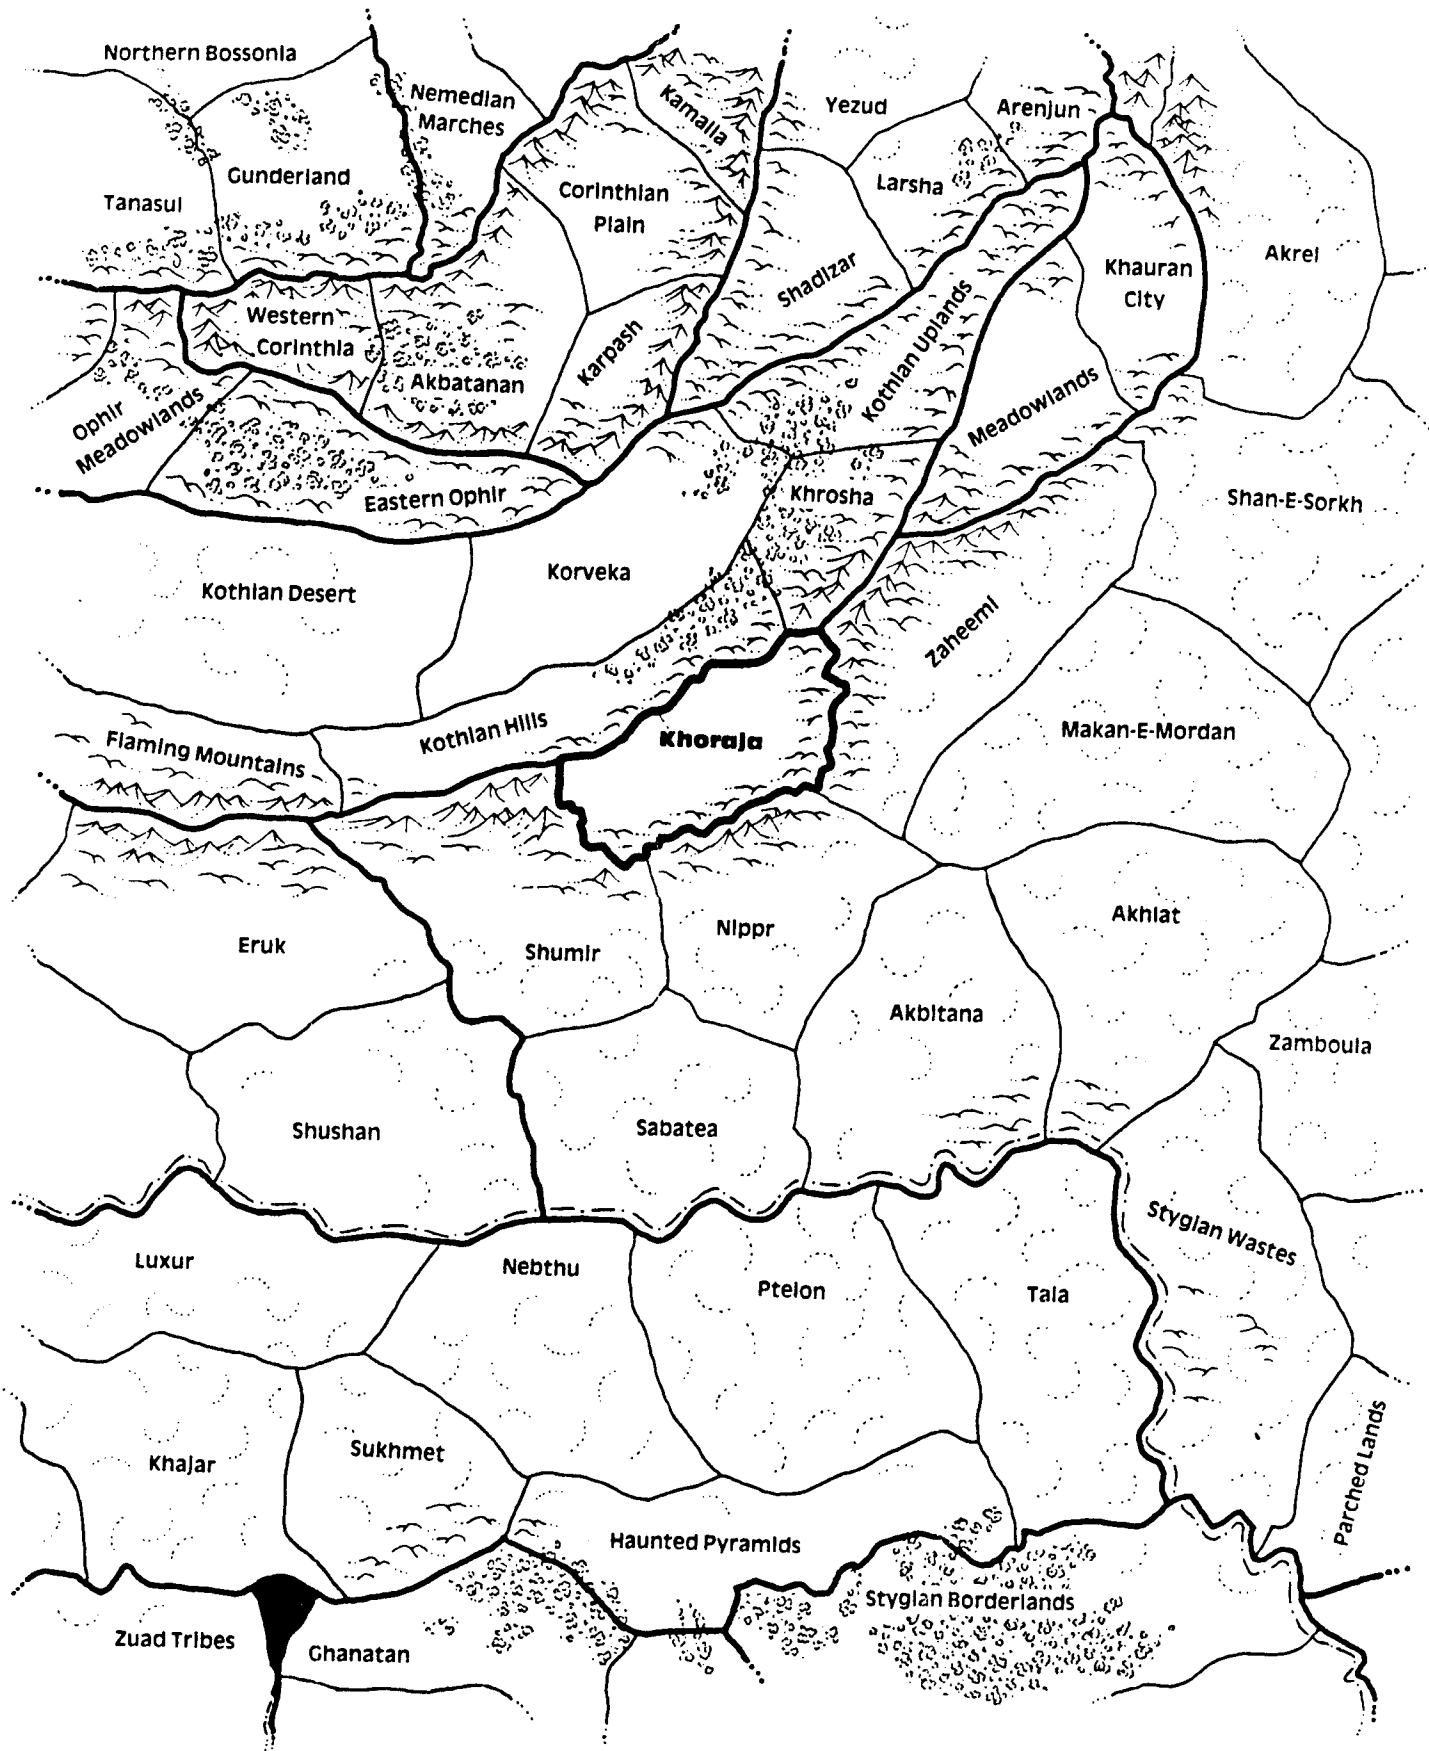 Northern Bossonia
Nemedian
Marches
Kamalla
Yezud
Arenjun
Gunderland
Tanasul
Corinthian
Plain
Larsha
Shadizar
Khauran
City
Akrel
Western
Corinthia
Akbatanan
Karpash
Kothian Uplands
Meadowlands
Ophir
Meadowlands
Eastern Ophir
Khrosha
Shan-E-Sorkh
Kothian Desert
Korveka
Zaheemi
Flaming Mountains
Kothian Hills
Khoraja
Makan-E-Mordan
Eruk
Shumir
Nippr
Akhlat
Akbitana
Zamboula
Shushan
Sabatea
Stygian Wastes
Luxur
Nebthu
Ptelon
Tala
Khajar
Sukhmet
Parched Lands
Haunted Pyramids
Stygian Borderlands
Zuad Tribes
Ghanatan